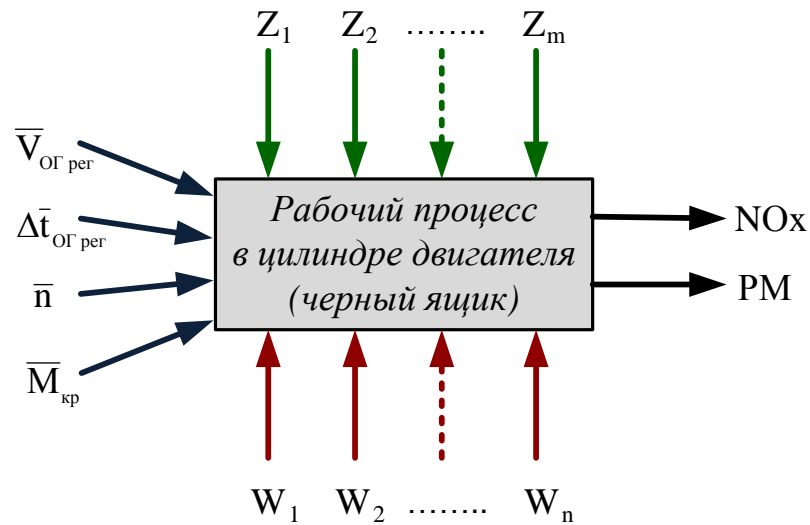 Z₁ Z₂ ........ Zₘ
V̅ОГ рег
Δt̅ОГ рег
n̅
M̅кр
Рабочий процесс
в цилиндре двигателя
(черный ящик)
NOx
PM
W₁ W₂ ........ Wₙ